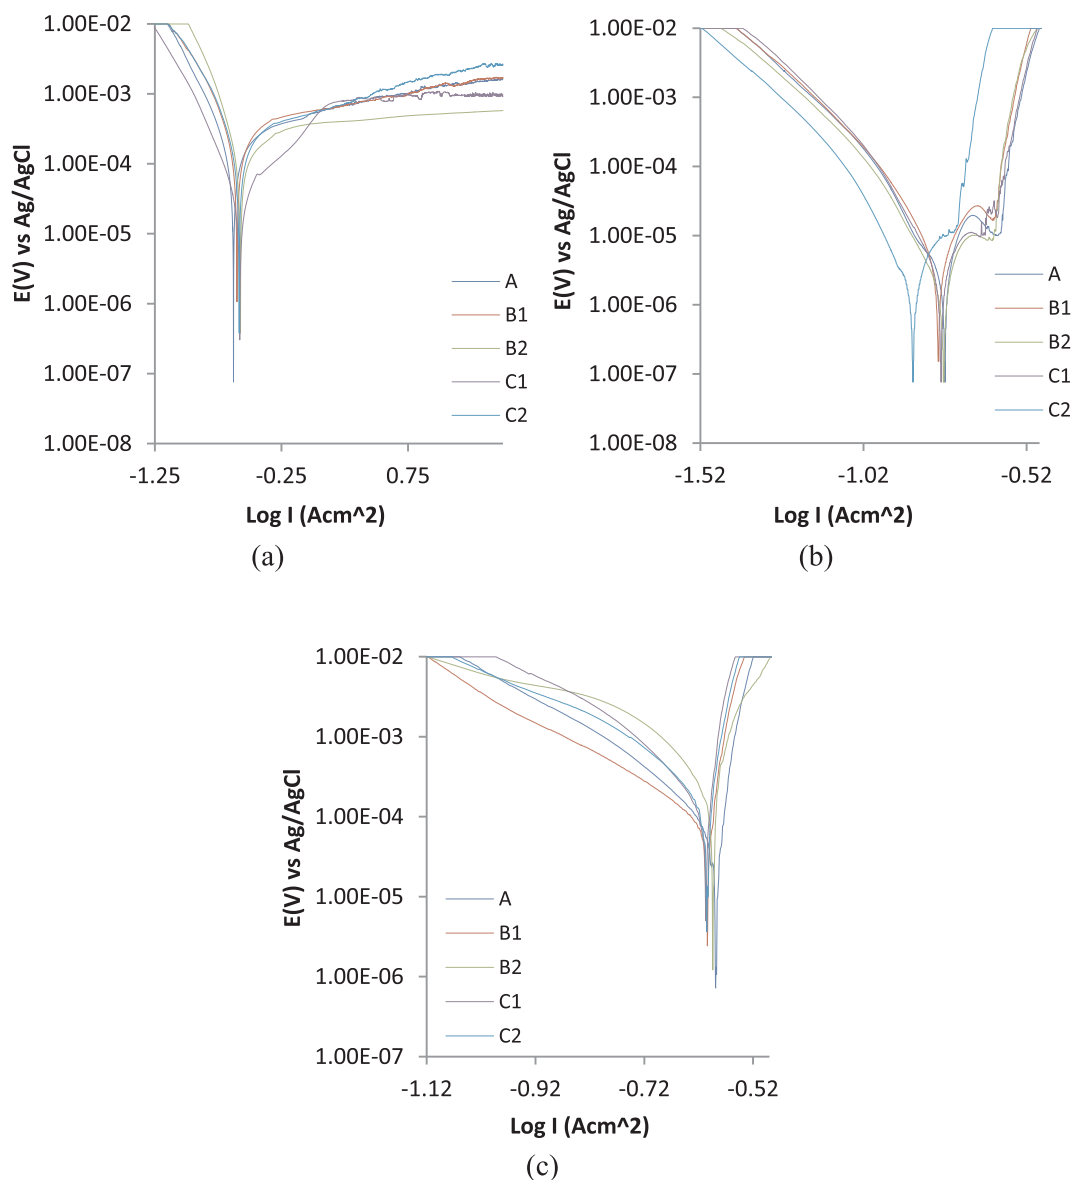 1.00E-02
1.00E-03
1.00E-04
1.00E-05
1.00E-06
1.00E-07
1.00E-08
E(V) vs Ag/AgCl
-1.25
-0.25
0.75
Log I (Acm^2)
A
B1
B2
C1
C2
(a)
1.00E-02
1.00E-03
1.00E-04
1.00E-05
1.00E-06
1.00E-07
1.00E-08
E(V) vs Ag/AgCl
-1.52
-1.02
-0.52
Log I (Acm^2)
A
B1
B2
C1
C2
(b)
1.00E-02
1.00E-03
1.00E-04
1.00E-05
1.00E-06
1.00E-07
E(V) vs Ag/AgCl
-1.12
-0.92
-0.72
-0.52
Log I (Acm^2)
A
B1
B2
C1
C2
(c)